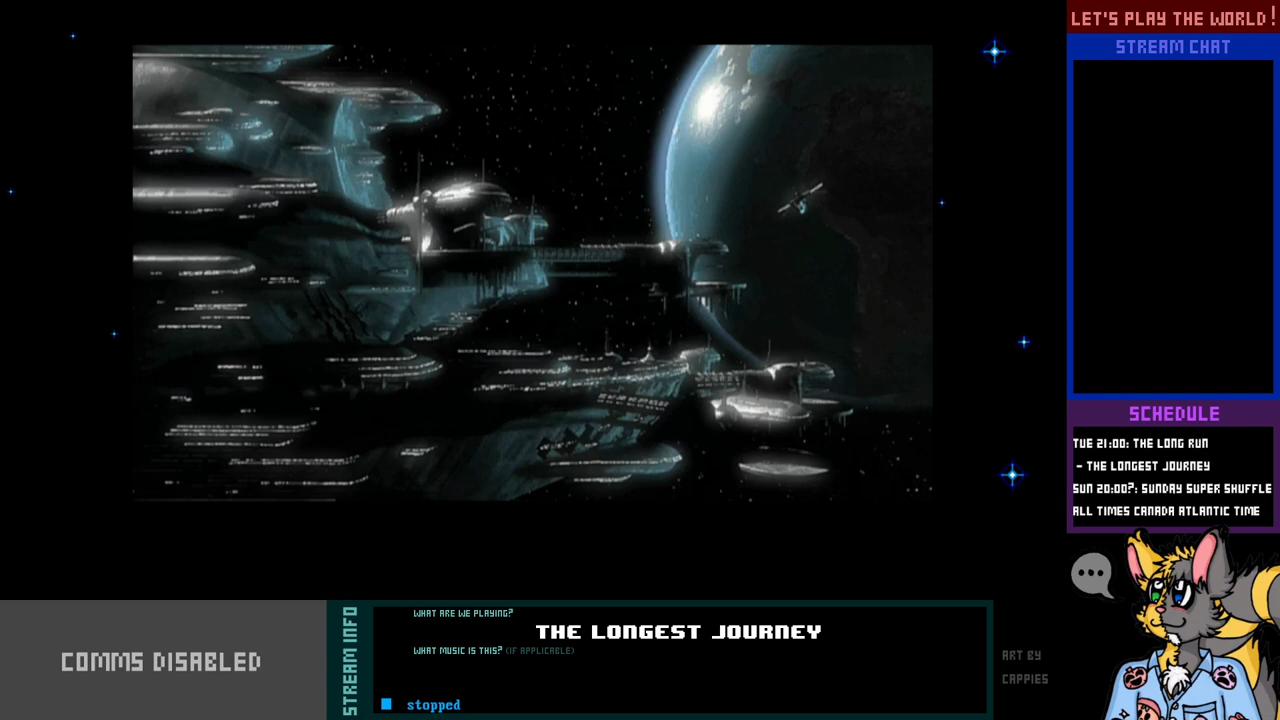 LET'S PLAY THE WORLD!
STREAM CHAT
SCHEDULE
TUE 21:00: THE LONG RUN
- THE LONGEST JOURNEY
SUN 20:00?: SUNDAY SUPER SHUFFLE
ALL TIMES CANADA ATLANTIC TIME
COMMS DISABLED
STREAM INFO
WHAT ARE WE PLAYING?
THE LONGEST JOURNEY
WHAT MUSIC IS THIS? (IF APPLICABLE)
stopped
ART BY
CAPPIES